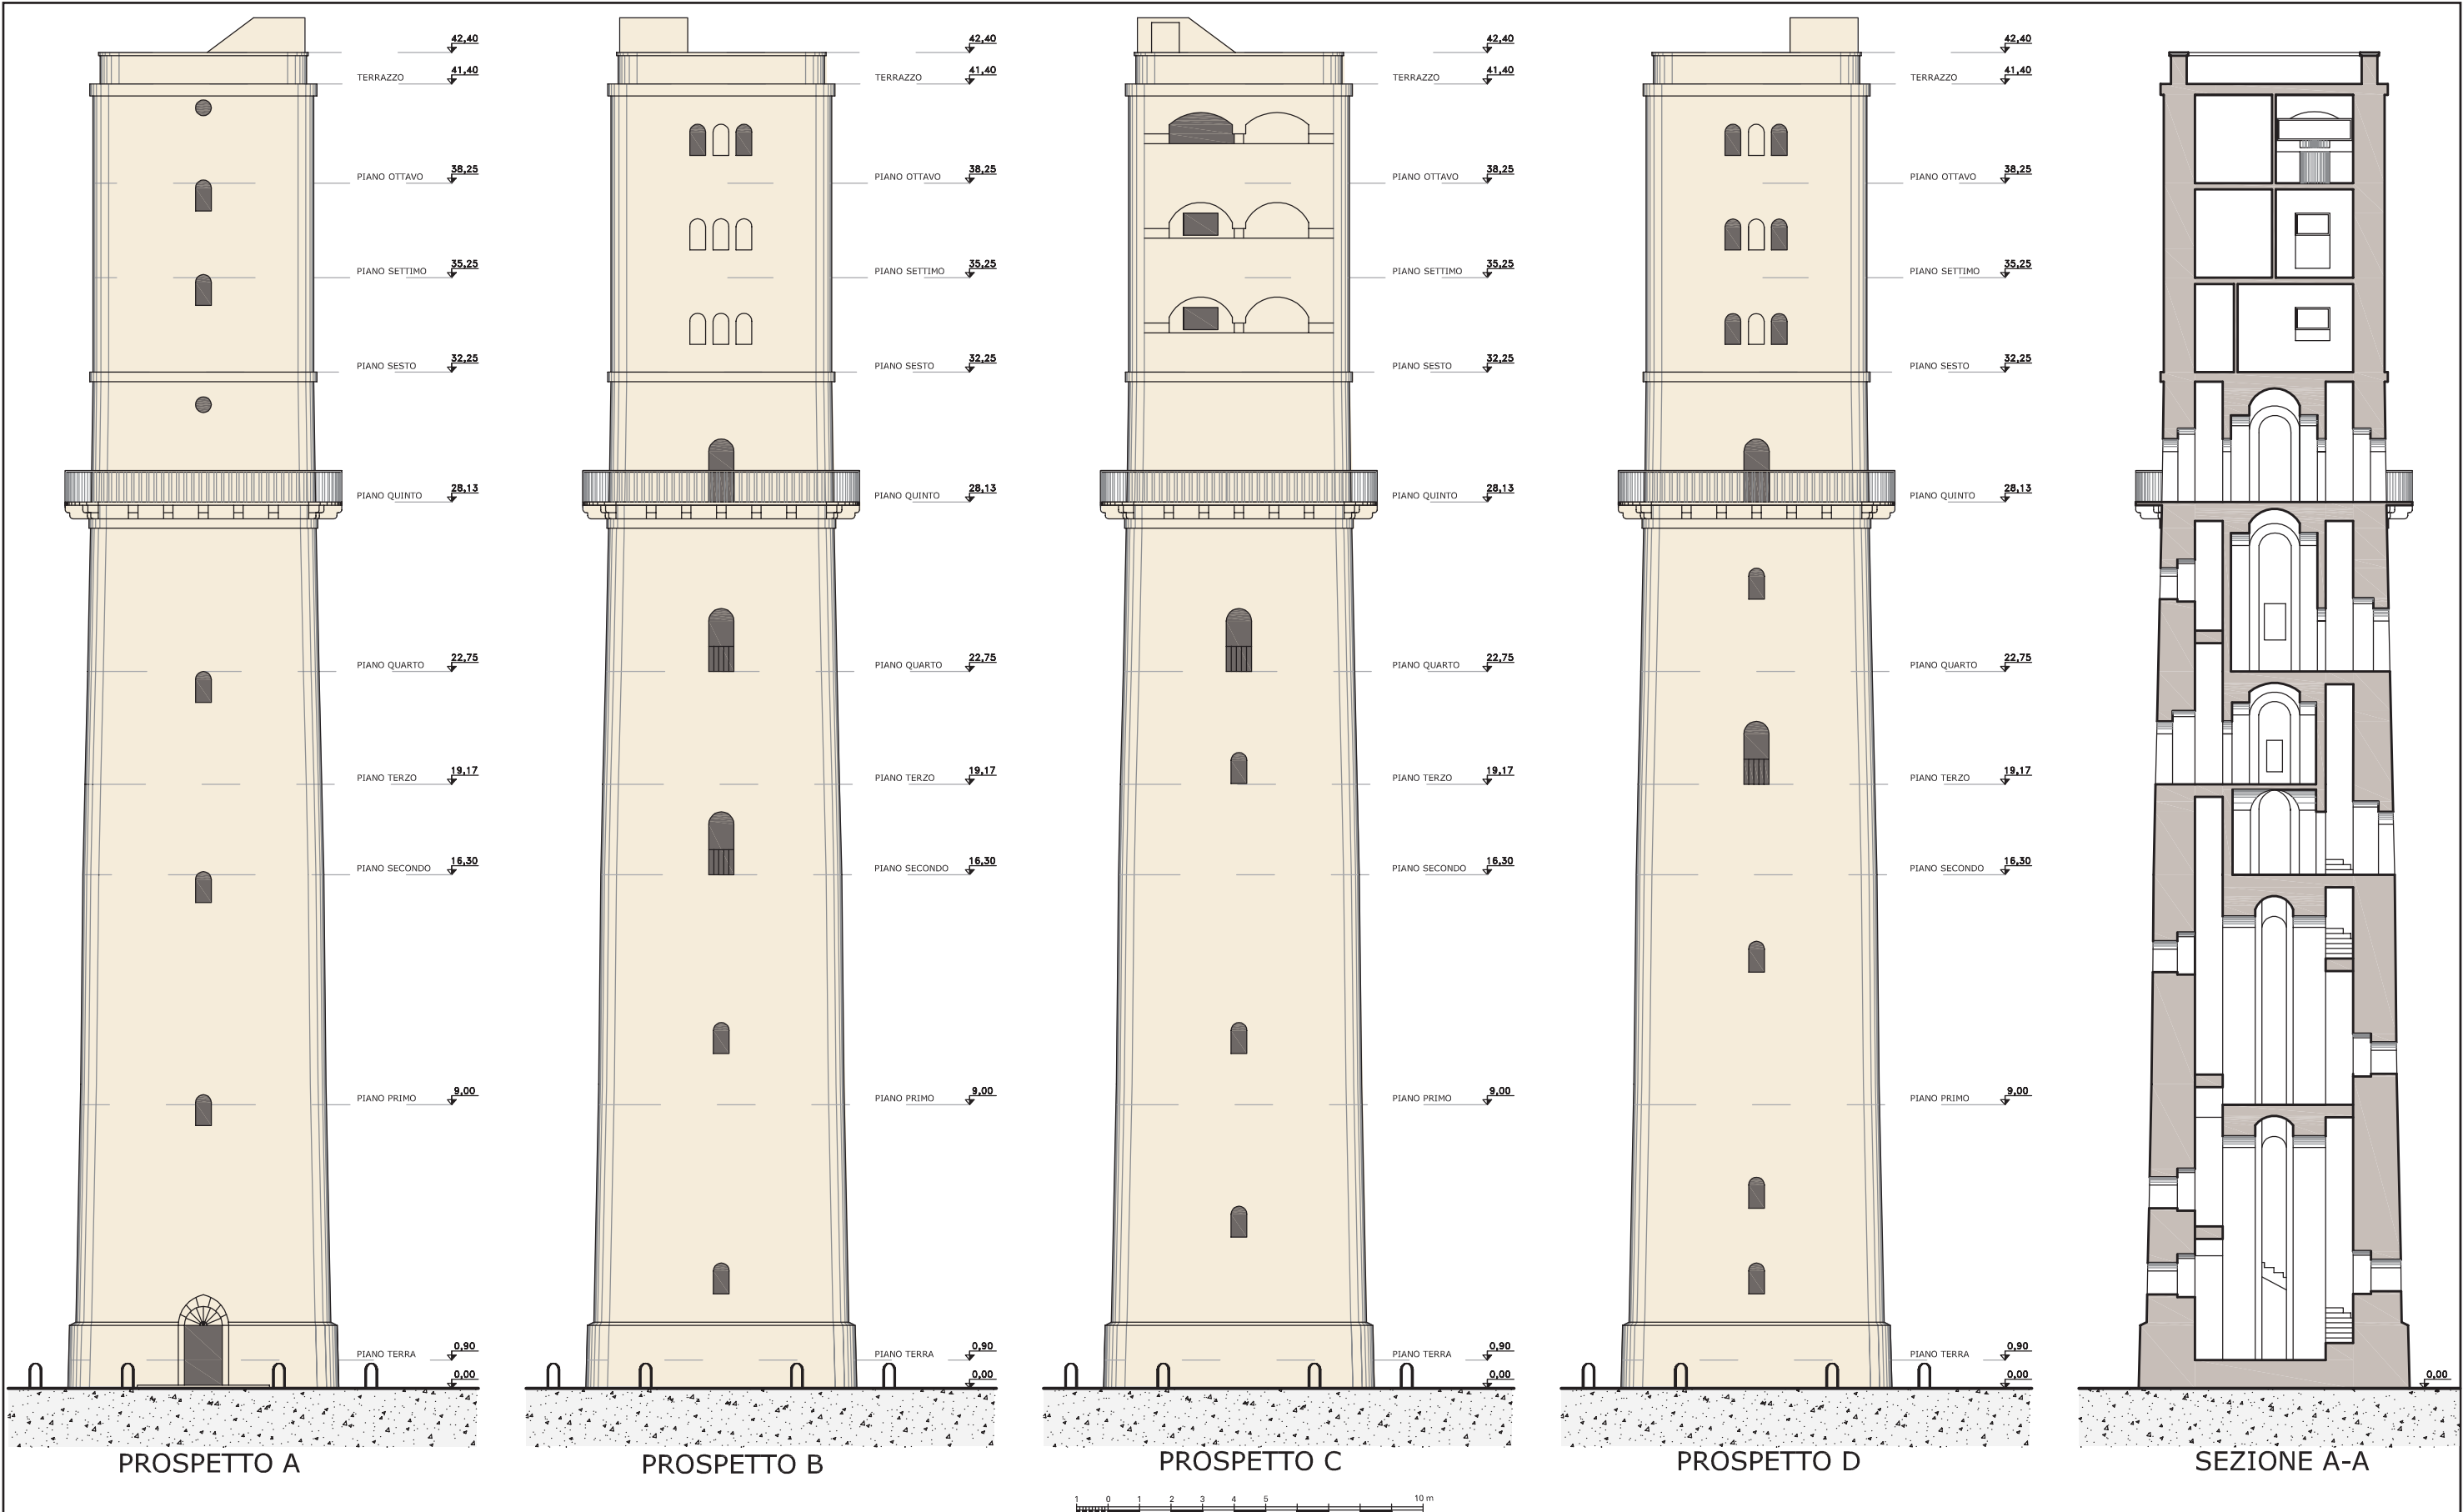 42,40
TERRAZZO 41,40
PIANO OTTAVO 38,25
PIANO SETTIMO 35,25
PIANO SESTO 32,25
PIANO QUINTO 28,13
PIANO QUARTO 22,75
PIANO TERZO 19,17
PIANO SECONDO 16,30
PIANO PRIMO 9,00
PIANO TERRA 0,90
0,00
PROSPETTO A
42,40
TERRAZZO 41,40
PIANO OTTAVO 38,25
PIANO SETTIMO 35,25
PIANO SESTO 32,25
PIANO QUINTO 28,13
PIANO QUARTO 22,75
PIANO TERZO 19,17
PIANO SECONDO 16,30
PIANO PRIMO 9,00
PIANO TERRA 0,90
0,00
PROSPETTO B
42,40
TERRAZZO 41,40
PIANO OTTAVO 38,25
PIANO SETTIMO 35,25
PIANO SESTO 32,25
PIANO QUINTO 28,13
PIANO QUARTO 22,75
PIANO TERZO 19,17
PIANO SECONDO 16,30
PIANO PRIMO 9,00
PIANO TERRA 0,90
0,00
PROSPETTO C
42,40
TERRAZZO 41,40
PIANO OTTAVO 38,25
PIANO SETTIMO 35,25
PIANO SESTO 32,25
PIANO QUINTO 28,13
PIANO QUARTO 22,75
PIANO TERZO 19,17
PIANO SECONDO 16,30
PIANO PRIMO 9,00
PIANO TERRA 0,90
0,00
PROSPETTO D
0,00
SEZIONE A-A
1 0 1 2 3 4 5 10 m